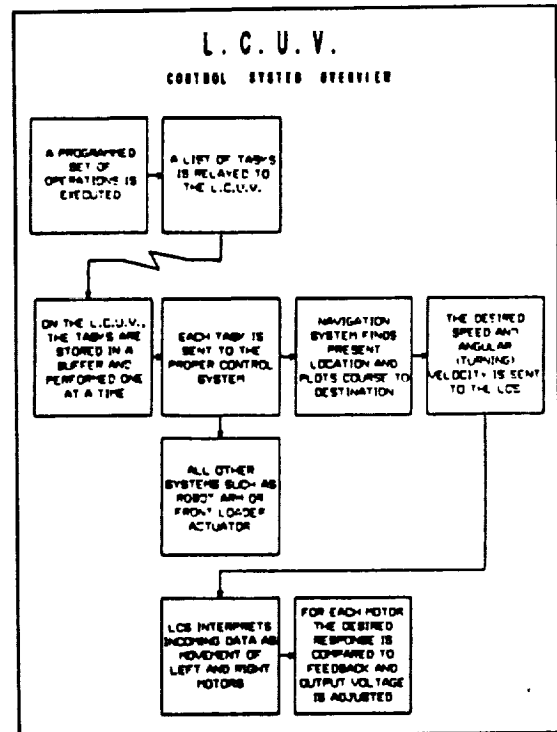 L. C. U. V.
CONTROL SYSTEM OVERVIEW
A PROGRAMMED
SET OF
OPERATIONS IS
EXECUTED
A LIST OF TASKS
IS RELAYED TO
THE L.C.U.V.
ON THE L.C.U.V.,
THE TASKS ARE
STORED IN A
BUFFER AND
PERFORMED ONE
AT A TIME
EACH TASK IS
SENT TO THE
PROPER CONTROL
SYSTEM
NAVIGATION
SYSTEM FINDS
PRESENT
LOCATION AND
PLOTS COURSE TO
DESTINATION
THE DESIRED
SPEED AND
ANGULAR
(TURNING)
VELOCITY IS SENT
TO THE LCS
ALL OTHER
SYSTEMS SUCH AS
ROBOT ARM OR
FRONT LOADER
ACTUATOR
LCS INTERPRETS
INCOMING DATA AS
MOVEMENT OF
LEFT AND RIGHT
MOTORS
FOR EACH MOTOR
THE DESIRED
RESPONSE IS
COMPARED TO
FEEDBACK AND
OUTPUT VOLTAGE
IS ADJUSTED